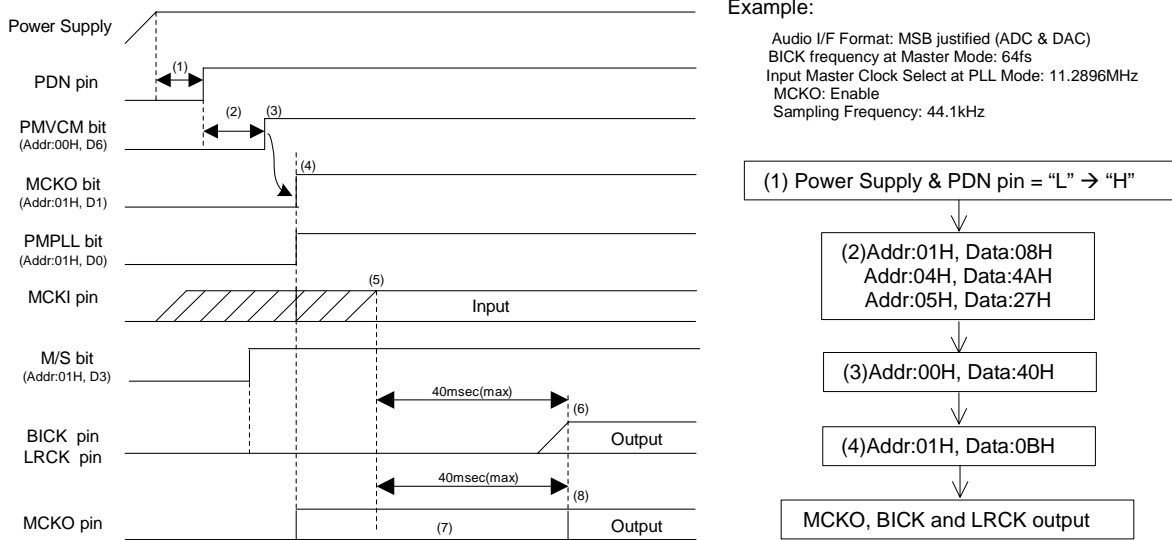 Power Supply
(1)
PDN pin
(2)
(3)
PMVCM bit
(Addr:00H, D6)
(4)
MCKO bit
(Addr:01H, D1)
PMPLL bit
(Addr:01H, D0)
(5)
MCKI pin
Input
M/S bit
(Addr:01H, D3)
40msec(max)
(6)
BICK pin
LRCK pin
Output
40msec(max)
(8)
MCKO pin
(7)
Output
Example:
Audio I/F Format: MSB justified (ADC & DAC)
BICK frequency at Master Mode: 64fs
Input Master Clock Select at PLL Mode: 11.2896MHz
MCKO: Enable
Sampling Frequency: 44.1kHz
(1) Power Supply & PDN pin = “L” → “H”
(2)Addr:01H, Data:08H
Addr:04H, Data:4AH
Addr:05H, Data:27H
(3)Addr:00H, Data:40H
(4)Addr:01H, Data:0BH
MCKO, BICK and LRCK output